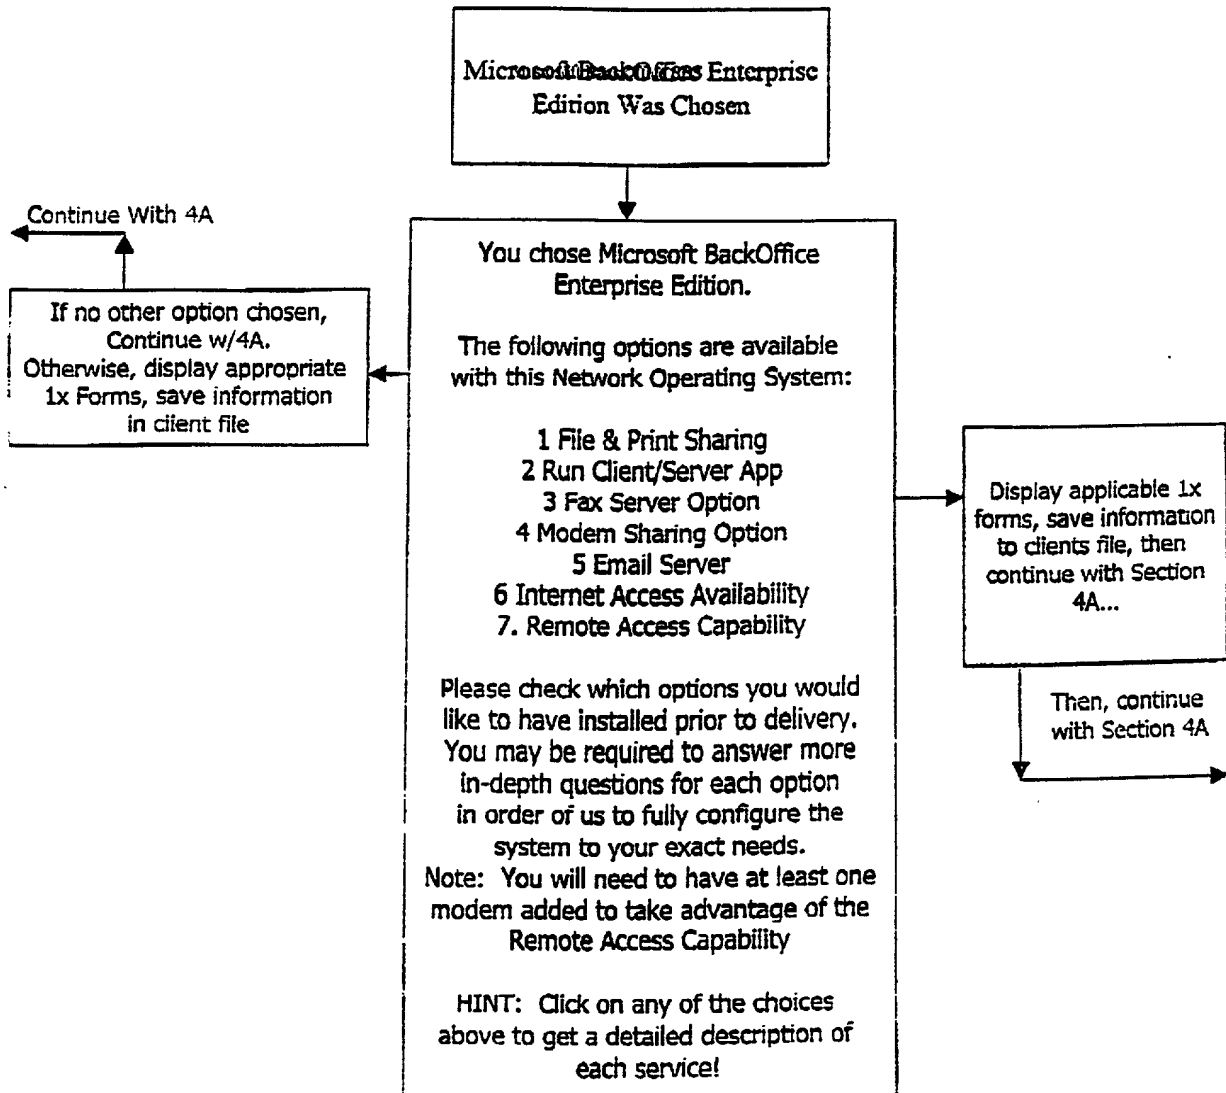 Microsoft BackOffice Enterprise
Edition Was Chosen
Continue With 4A
If no other option chosen,
Continue w/4A.
Otherwise, display appropriate
1x Forms, save information
in client file
You chose Microsoft BackOffice
Enterprise Edition.
The following options are available
with this Network Operating System:
1 File & Print Sharing
2 Run Client/Server App
3 Fax Server Option
4 Modem Sharing Option
5 Email Server
6 Internet Access Availability
7. Remote Access Capability
Please check which options you would
like to have installed prior to delivery.
You may be required to answer more
in-depth questions for each option
in order of us to fully configure the
system to your exact needs.
Note: You will need to have at least one
modem added to take advantage of the
Remote Access Capability
HINT: Click on any of the choices
above to get a detailed description of
each service!
Display applicable 1x
forms, save information
to clients file, then
continue with Section
4A...
Then, continue
with Section 4A